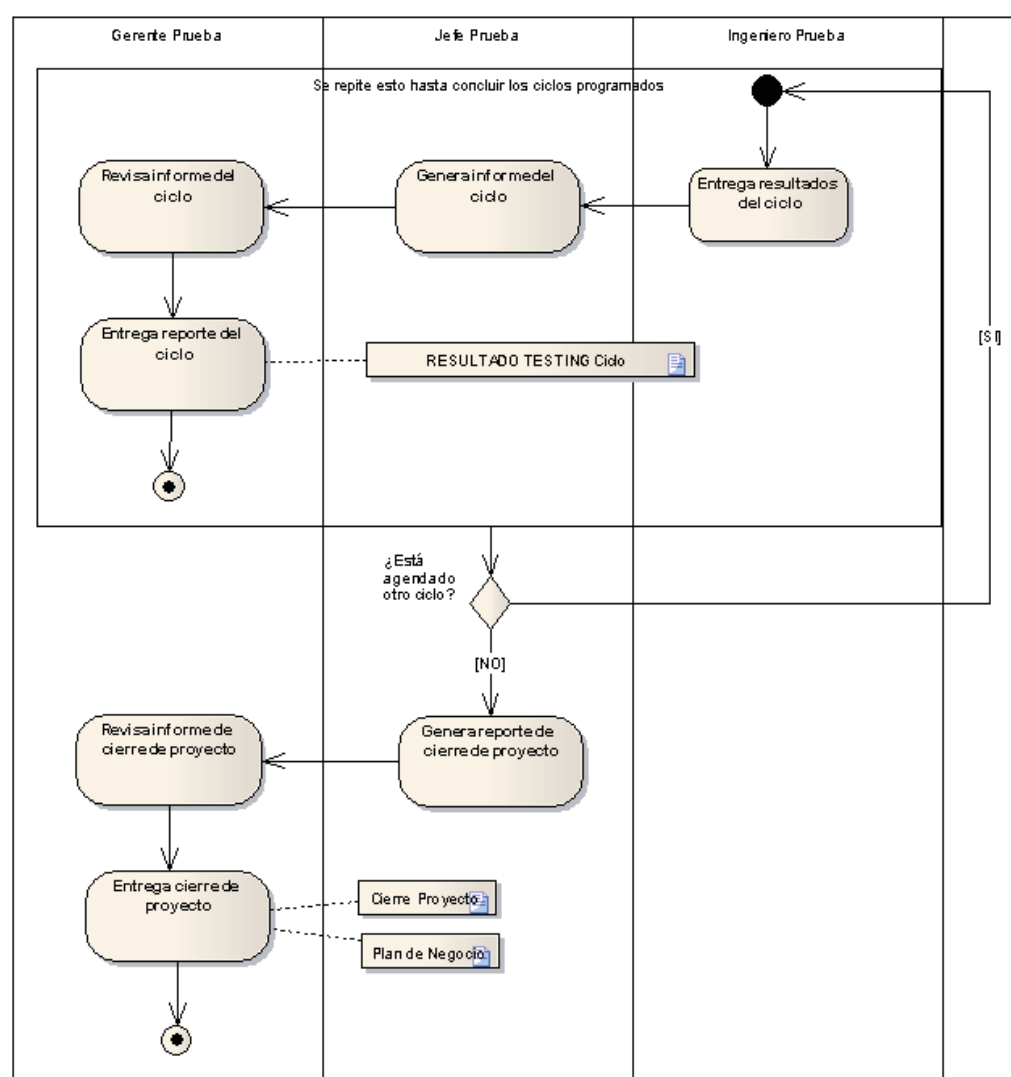 Gerente Prueba
Jefe Prueba
Ingeniero Prueba
Se repite esto hasta concluir los ciclos programados
Revisa informe del
ciclo
Genera informe del
ciclo
Entrega resultados
del ciclo
Entrega reporte del
ciclo
RESULTADO TESTING Ciclo
[SI]
¿Está
agendado
otro ciclo?
[NO]
Revisa informe de
cierre de proyecto
Genera reporte de
cierre de proyecto
Entrega cierre de
proyecto
Cierre Proyecto
Plan de Negocio